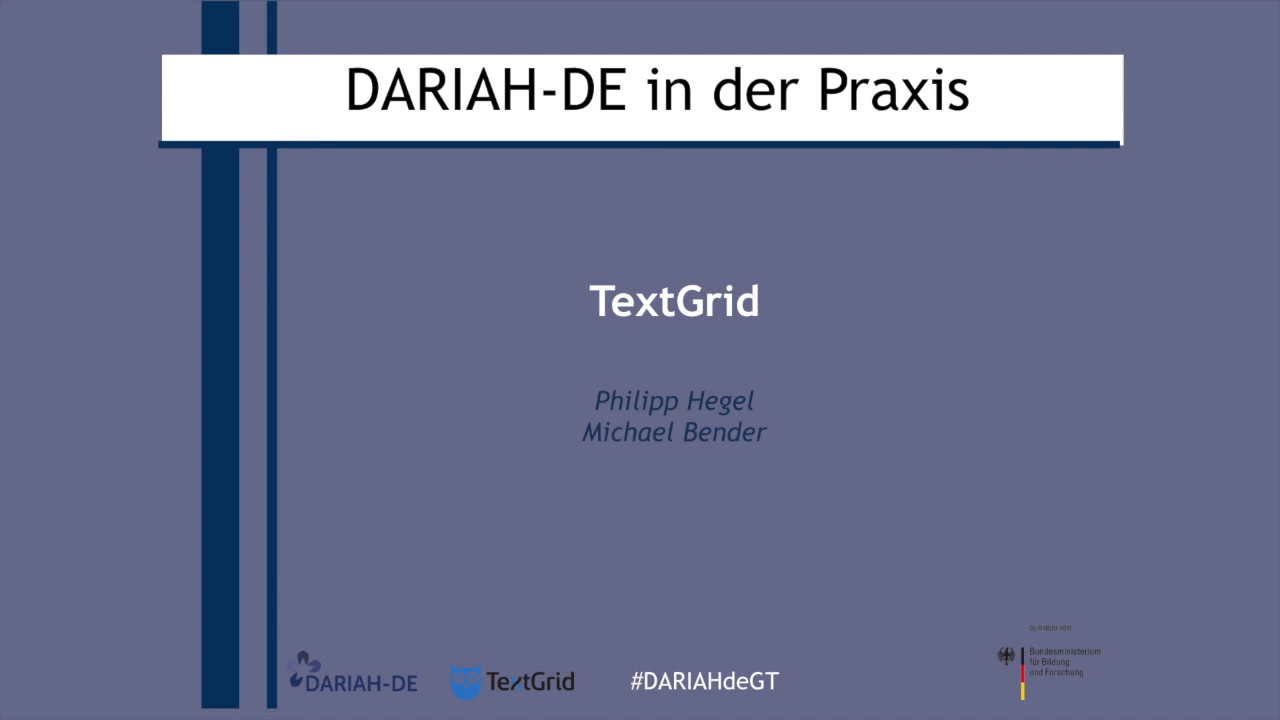 DARIAH-DE in der Praxis
TextGrid
Philipp Hegel
Michael Bender
DARIAH-DE
TextGrid
#DARIAHdeGT
Bundesministerium
für Bildung
und Forschung